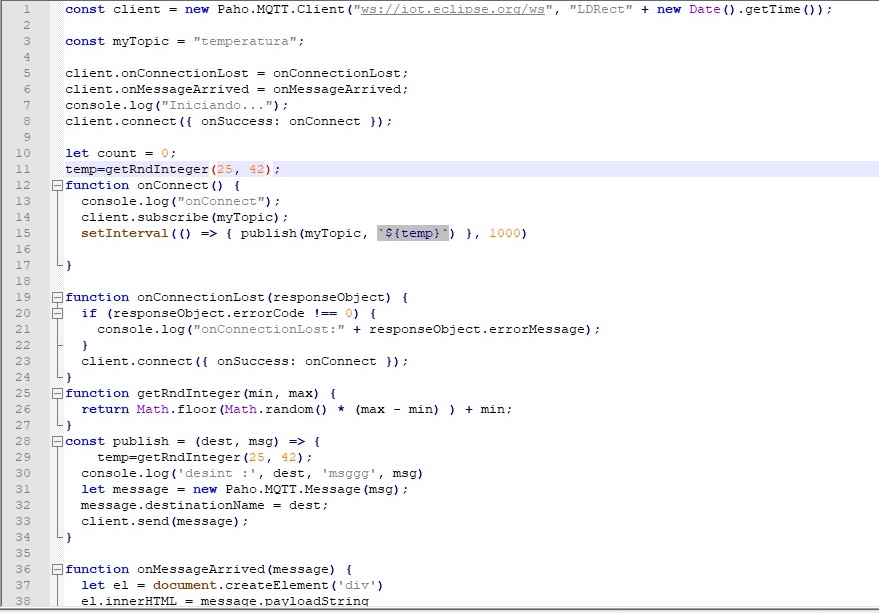 1 const client = new Paho.MQTT.Client("ws://iot.eclipse.org/ws", "LDRect" + new Date().getTime());
2
3 const myTopic = "temperatura";
4
5 client.onConnectionLost = onConnectionLost;
6 client.onMessageArrived = onMessageArrived;
7 console.log("Iniciando...");
8 client.connect({ onSuccess: onConnect });
9
10 let count = 0;
11 temp=getRndInteger(25, 42);
12 function onConnect() {
13 console.log("onConnect");
14 client.subscribe(myTopic);
15 setInterval(() => { publish(myTopic, `${temp}`) }, 1000)
16
17 }
18
19 function onConnectionLost(responseObject) {
20 if (responseObject.errorCode !== 0) {
21 console.log("onConnectionLost:" + responseObject.errorMessage);
22 }
23 client.connect({ onSuccess: onConnect });
24 }
25 function getRndInteger(min, max) {
26 return Math.floor(Math.random() * (max - min) ) + min;
27 }
28 const publish = (dest, msg) => {
29 temp=getRndInteger(25, 42);
30 console.log('desint :', dest, 'msggg', msg)
31 let message = new Paho.MQTT.Message(msg);
32 message.destinationName = dest;
33 client.send(message);
34 }
35
36 function onMessageArrived(message) {
37 let el = document.createElement('div')
38 el.innerHTML = message.payloadString